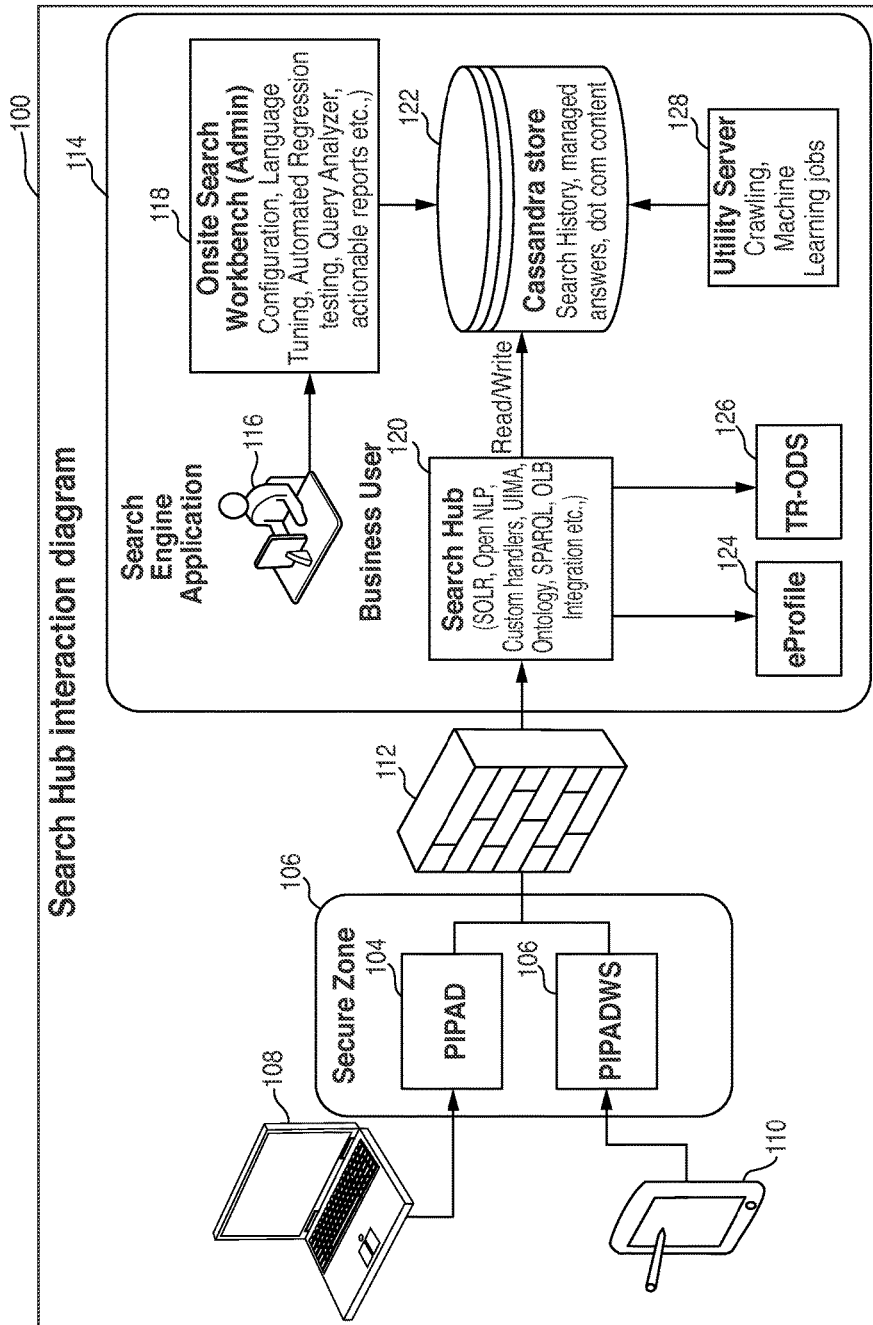 Search Hub interaction diagram
100
108
110
106
Secure Zone
104
PIPAD
106
PIPADWS
112
114
Search
Engine
Application
116
Business User
118
Onsite Search
Workbench (Admin)
Configuration, Language
Tuning, Automated Regression
testing, Query Analyzer,
actionable reports etc.,)
120
Search Hub
(SOLR, Open NLP,
Custom handlers, UIMA,
Ontology, SPARQL, OLB
Integration etc.,)
Read/Write
122
Cassandra store
Search History, managed
answers, dot com content
124
eProfile
126
TR-ODS
128
Utility Server
Crawling,
Machine
Learning jobs